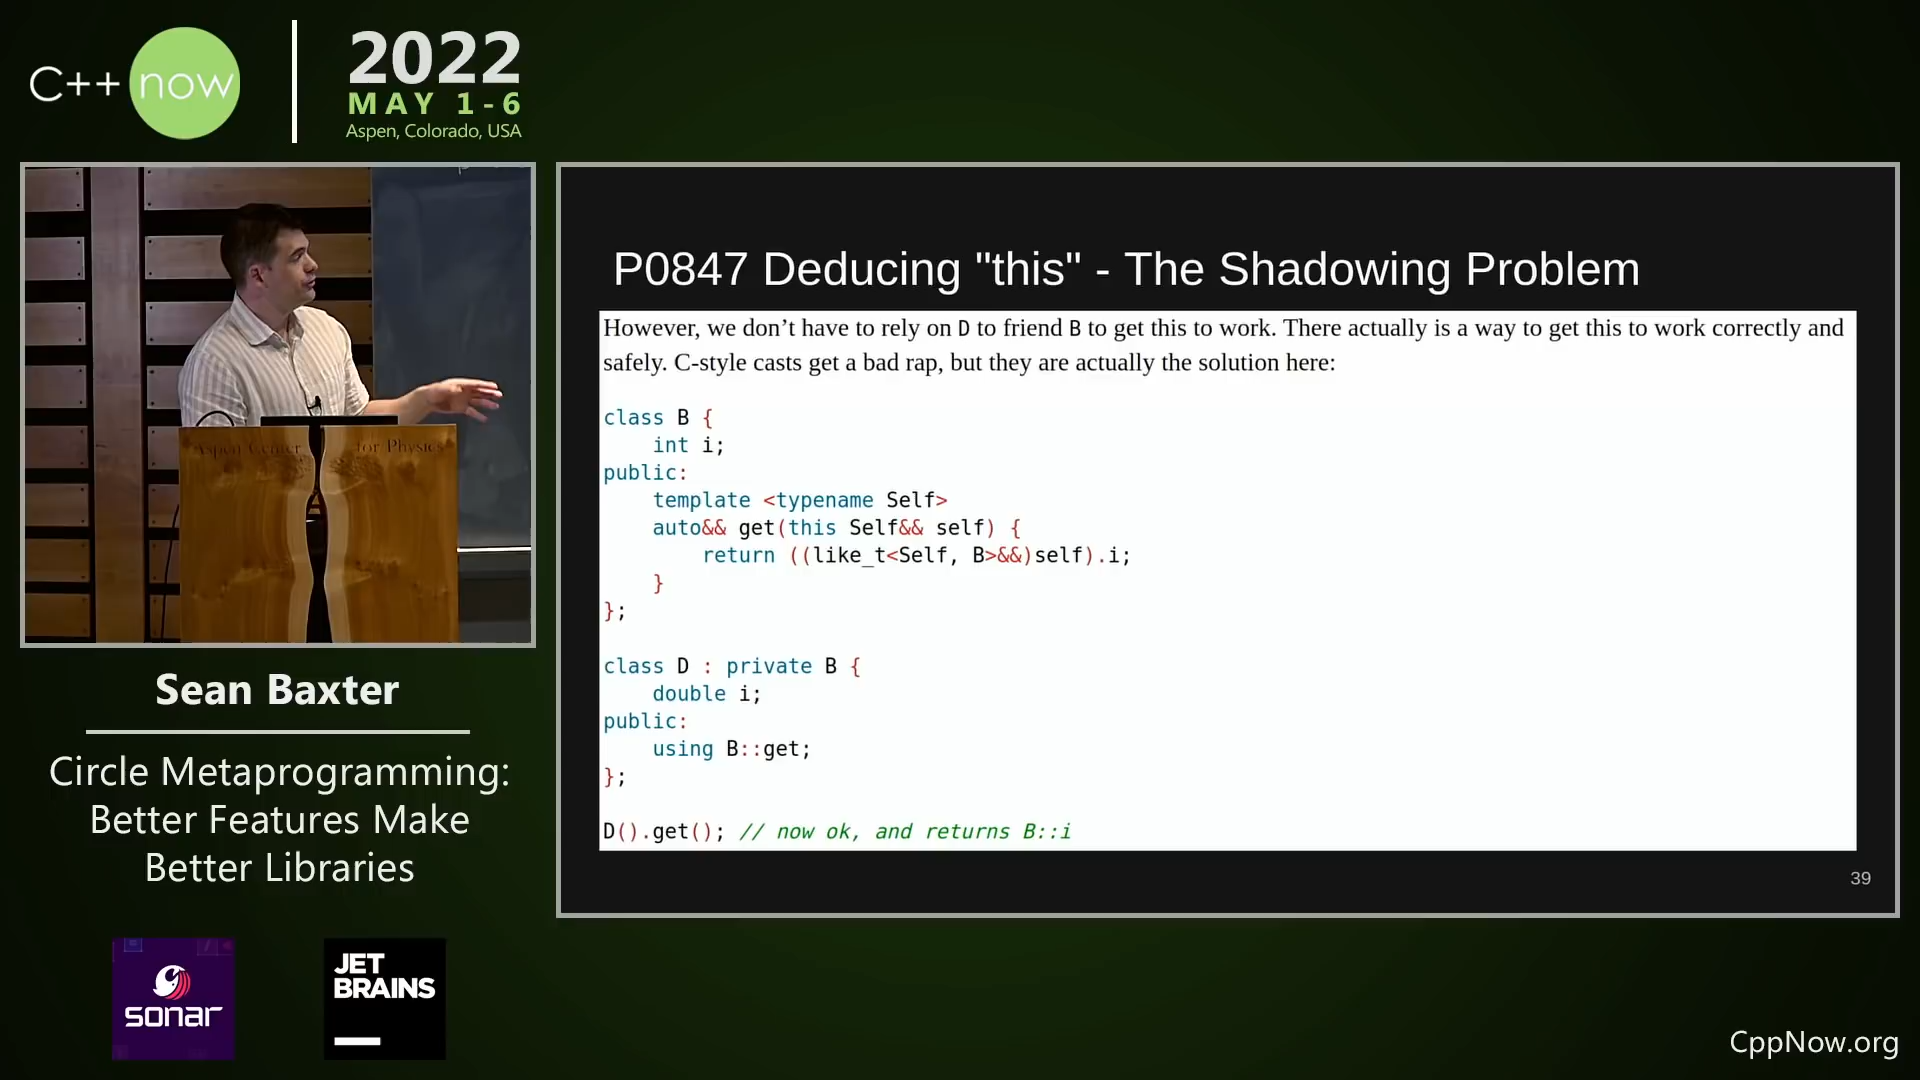 C++ now
2022
MAY 1-6
Aspen, Colorado, USA
Aspen Center for Physics
Sean Baxter
Circle Metaprogramming:
Better Features Make
Better Libraries
sonar
JET
BRAINS
P0847 Deducing "this" - The Shadowing Problem
However, we don’t have to rely on D to friend B to get this to work. There actually is a way to get this to work correctly and
safely. C-style casts get a bad rap, but they are actually the solution here:
class B {
    int i;
public:
    template <typename Self>
    auto&& get(this Self&& self) {
        return ((like_t<Self, B>&&)self).i;
    }
};
class D : private B {
    double i;
public:
    using B::get;
};
D().get(); // now ok, and returns B::i
39
CppNow.org